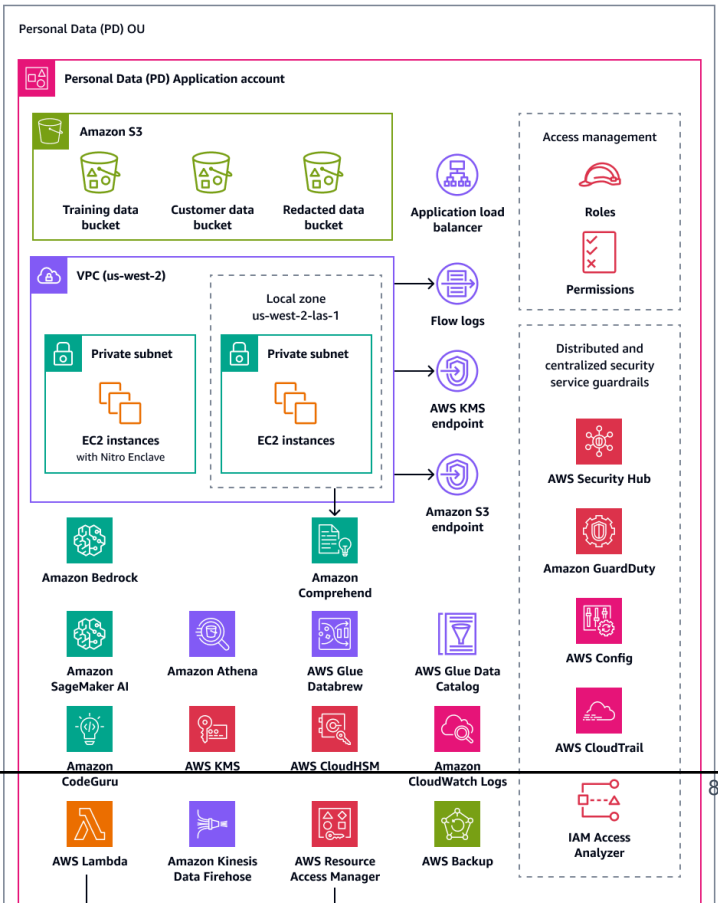 Personal Data (PD) OU
Personal Data (PD) Application account
Amazon S3
Training data
bucket
Customer data
bucket
Redacted data
bucket
Application load
balancer
Access management
Roles
Permissions
VPC (us-west-2)
Local zone
us-west-2-las-1
Private subnet
EC2 instances
with Nitro Enclave
Private subnet
EC2 instances
Flow logs
AWS KMS
endpoint
Amazon S3
endpoint
Distributed and
centralized security
service guardrails
AWS Security Hub
Amazon GuardDuty
AWS Config
AWS CloudTrail
IAM Access
Analyzer
Amazon Bedrock
Amazon
Comprehend
Amazon
SageMaker AI
Amazon Athena
AWS Glue
Databrew
AWS Glue Data
Catalog
Amazon
CodeGuru
AWS KMS
AWS CloudHSM
Amazon
CloudWatch Logs
AWS Lambda
Amazon Kinesis
Data Firehose
AWS Resource
Access Manager
AWS Backup